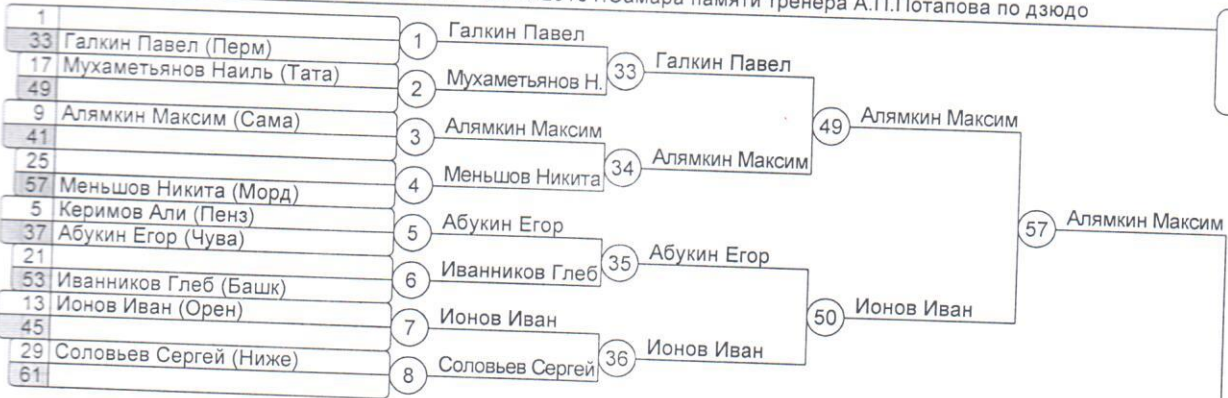 Самара памяти тренера А.П.Потапова по дзюдо
1
33 Галкин Павел (Перм)
17 Мухаметьянов Наиль (Тата)
49
9 Алямкин Максим (Сама)
41
25
57 Меньшов Никита (Морд)
5 Керимов Али (Пенз)
37 Абукин Егор (Чува)
21
53 Иванников Глеб (Башк)
13 Ионов Иван (Орен)
45
29 Соловьев Сергей (Ниже)
61
1 Галкин Павел
2 Мухаметьянов Н.
3 Алямкин Максим
4 Меньшов Никита
5 Абукин Егор
6 Иванников Глеб
7 Ионов Иван
8 Соловьев Сергей
33 Галкин Павел
34 Алямкин Максим
35 Абукин Егор
36 Ионов Иван
49 Алямкин Максим
50 Ионов Иван
57 Алямкин Максим